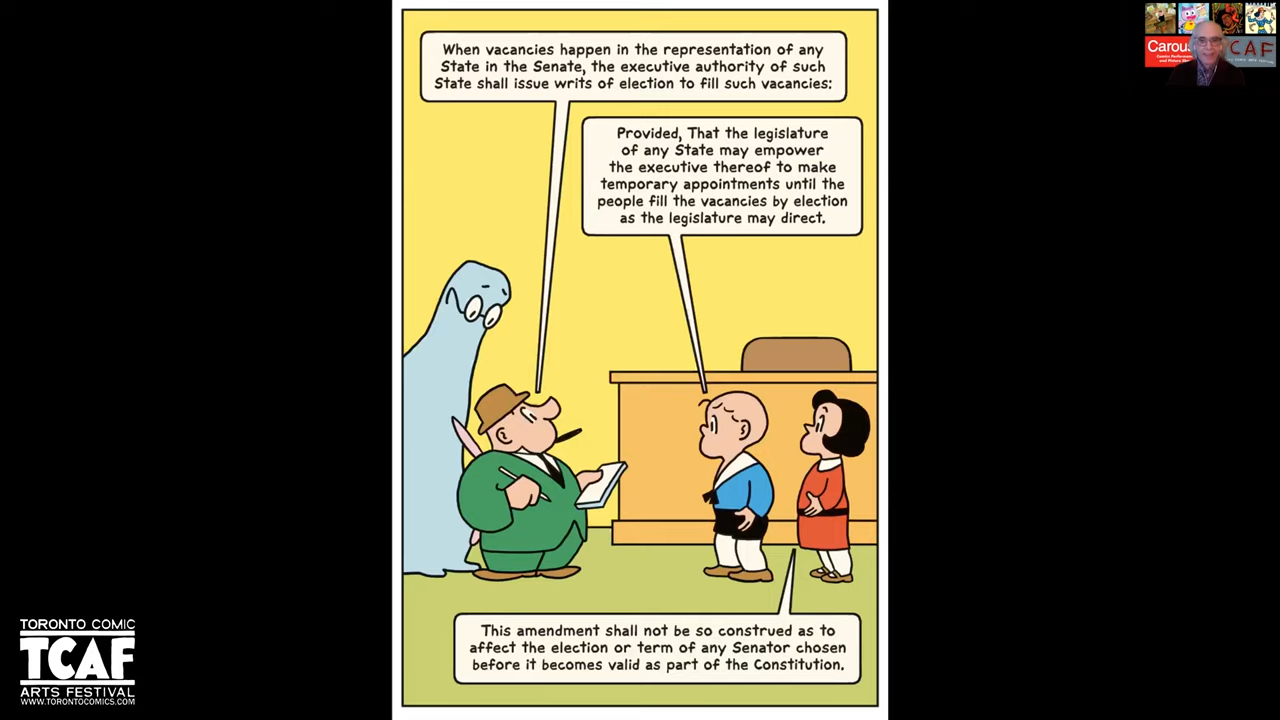 When vacancies happen in the representation of any
State in the Senate, the executive authority of such
State shall issue writs of election to fill such vacancies:
Provided, That the legislature
of any State may empower
the executive thereof to make
temporary appointments until the
people fill the vacancies by election
as the legislature may direct.
This amendment shall not be so construed as to
affect the election or term of any Senator chosen
before it becomes valid as part of the Constitution.
TORONTO COMIC
TCAF
ARTS FESTIVAL
WWW.TORONTOCOMICS.COM
CAF